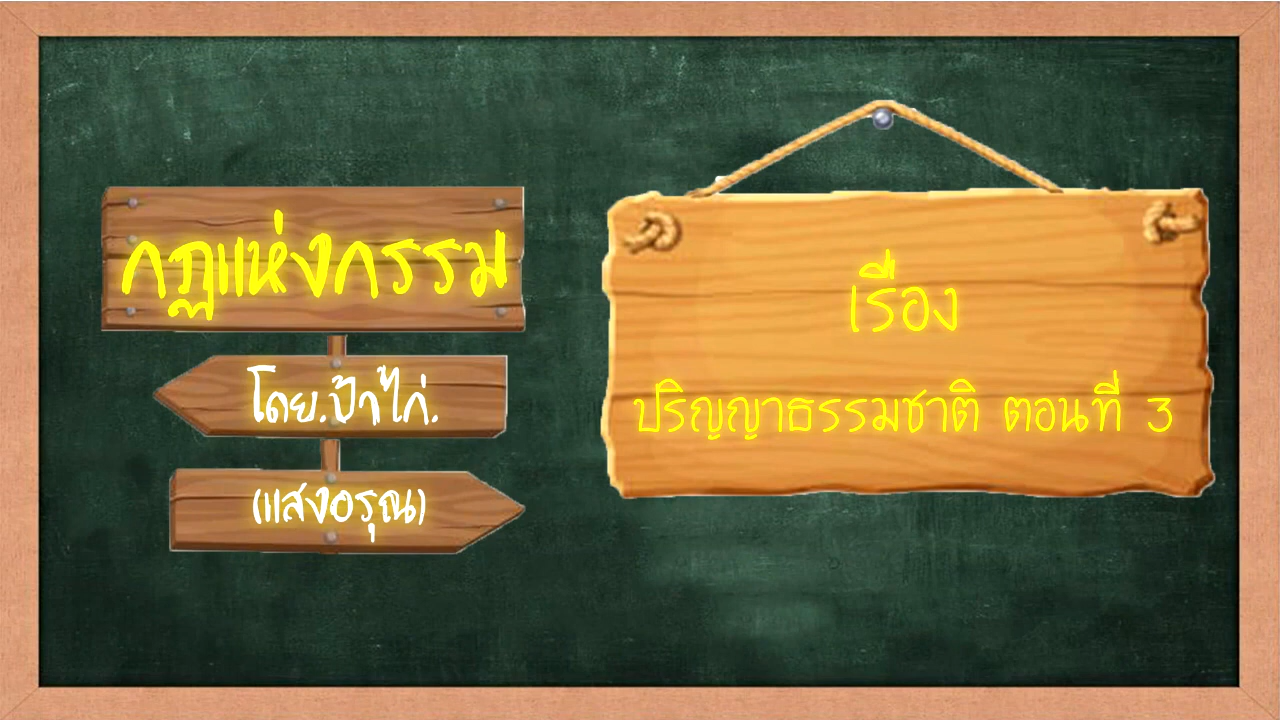 กฏแห่งกรรม
โดย.ป้าไก่.
(แสงอรุณ)
เรื่อง
ปริญญาธรรมชาติ ตอนที่ 3